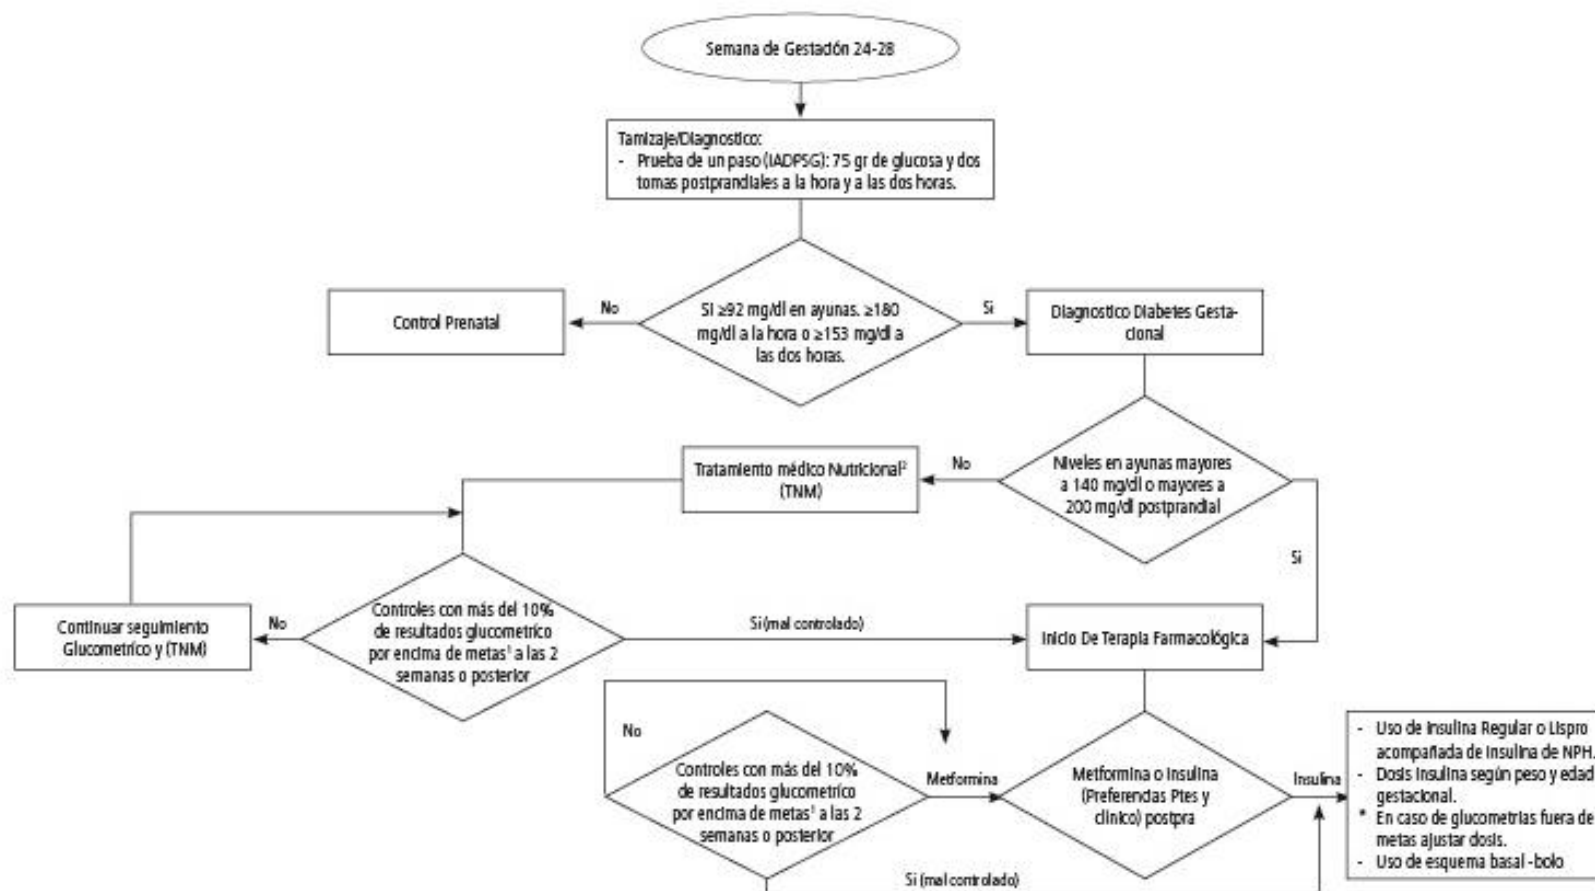 Semana de Gestación 24-28
Tamizaje/Diagnostico:
- Prueba de un paso (IADPSG): 75 gr de glucosa y dos
tomas postprandiales a la hora y a las dos horas.
Si ≥92 mg/dl en ayunas. ≥180
mg/dl a la hora o ≥153 mg/dl a
las dos horas.
No
Control Prenatal
Si
Diagnostico Diabetes Gesta-
cional
Niveles en ayunas mayores
a 140 mg/dl o mayores a
200 mg/dl postprandial
No
Tratamiento médico Nutricional²
(TNM)
Si
Controles con más del 10%
de resultados glucometríco
por encima de metas¹ a las 2
semanas o posterior
No
Continuar seguimiento
Glucometríco y (TNM)
Si (mal controlado)
Inicio De Terapia Farmacológica
Metformina o Insulina
(Preferencias Ptes y
clinico) postpra
Metformina
Controles con más del 10%
de resultados glucometríco
por encima de metas¹ a las 2
semanas o posterior
No
Si (mal controlado)
Insulina
- Uso de Insulina Regular o Lispro
acompañada de Insulina de NPH.
- Dosis Insulina según peso y edad
gestacional.
* En caso de glucometrias fuera de
metas ajustar dosis.
- Uso de esquema basal -bolo